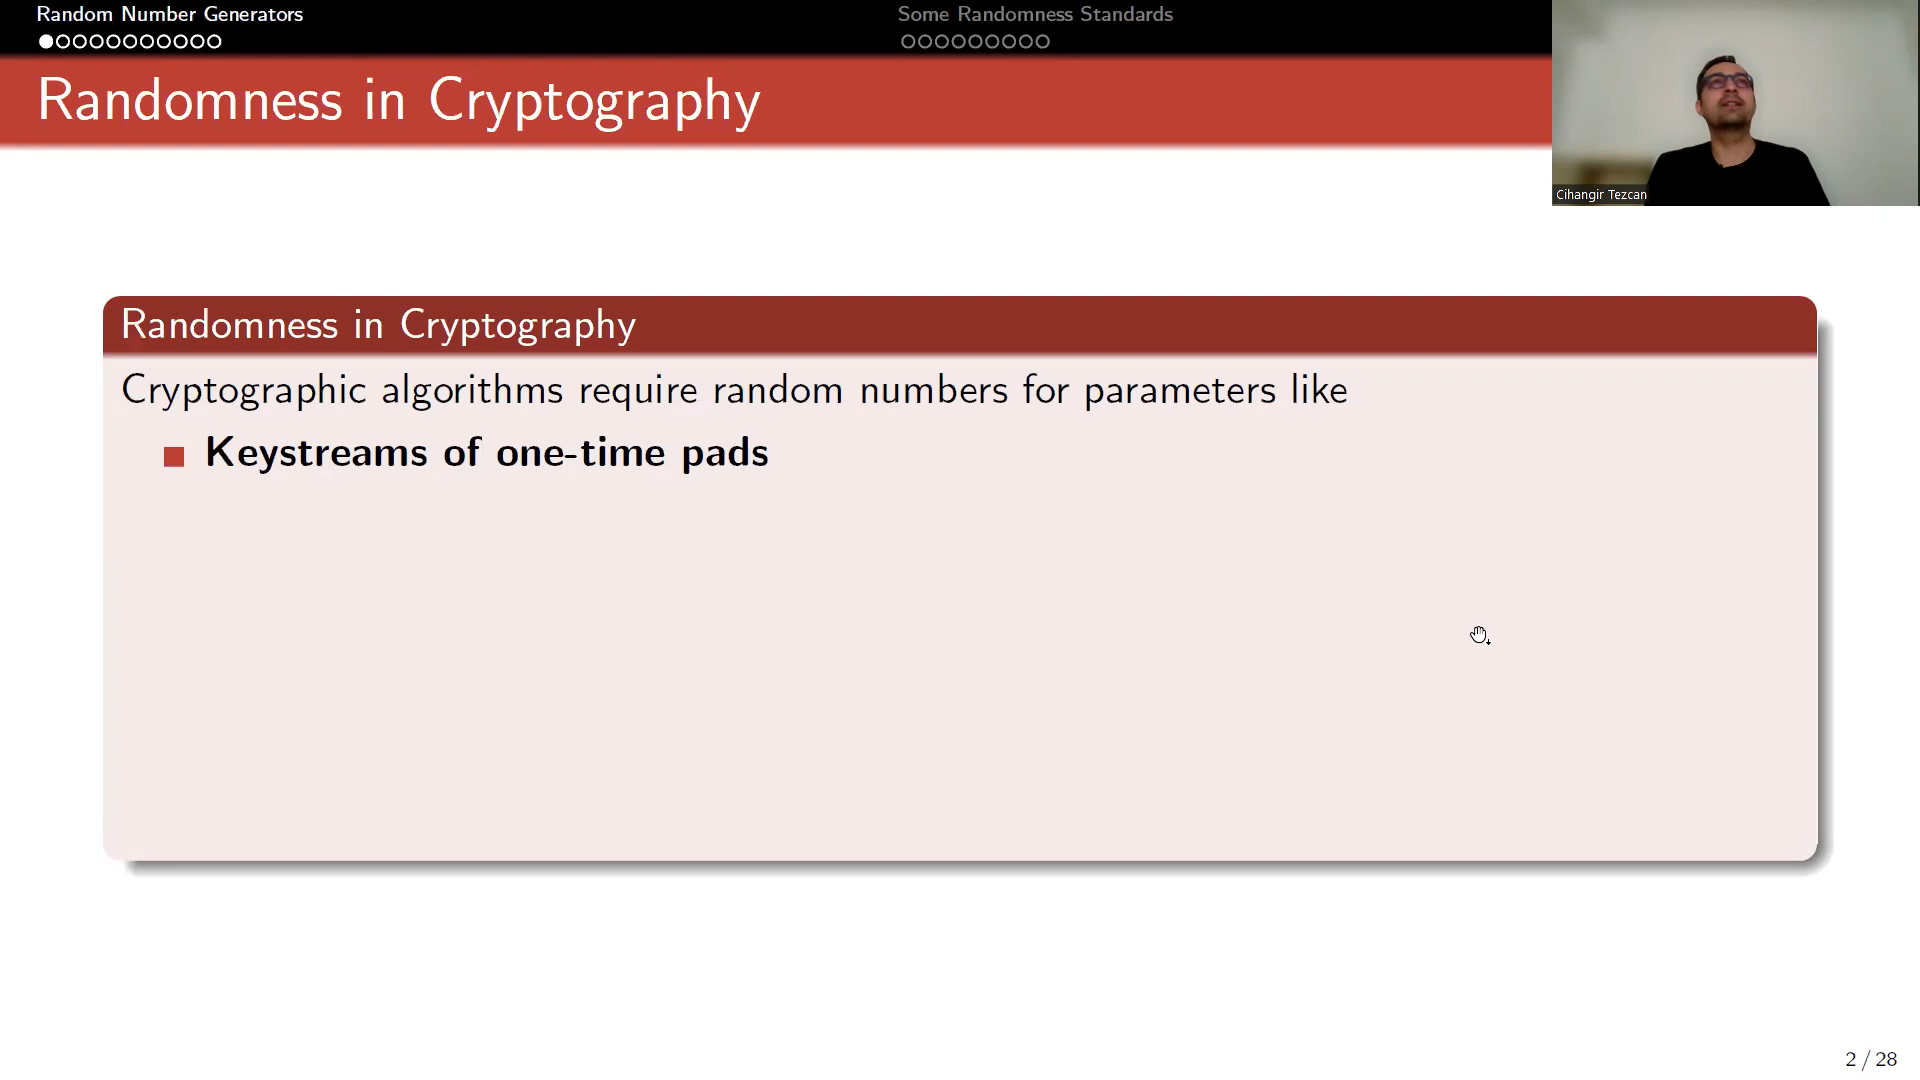 Random Number Generators
Some Randomness Standards
Randomness in Cryptography
Cihangir Tezcan
Randomness in Cryptography
Cryptographic algorithms require random numbers for parameters like
Keystreams of one-time pads
2 / 28